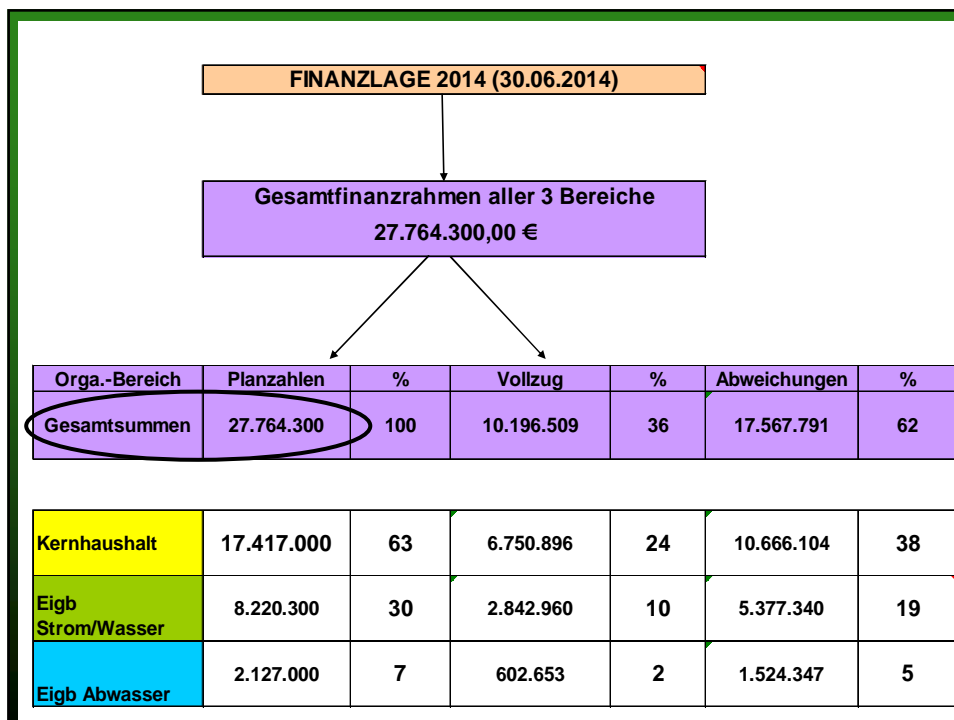 FINANZLAGE 2014 (30.06.2014)
Gesamtfinanzrahmen aller 3 Bereiche
27.764.300,00 €
Orga.-Bereich Planzahlen % Vollzug % Abweichungen %
Gesamtsummen 27.764.300 100 10.196.509 36 17.567.791 62
Kernhaushalt 17.417.000 63 6.750.896 24 10.666.104 38
Eigb
Strom/Wasser 8.220.300 30 2.842.960 10 5.377.340 19
Eigb Abwasser 2.127.000 7 602.653 2 1.524.347 5